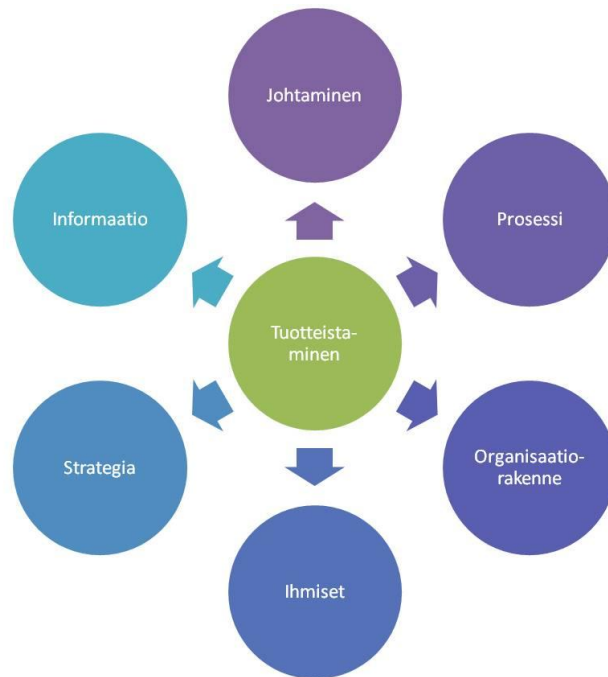 Johtaminen
Informaatio
Prosessi
Tuotteista-
minen
Strategia
Organisaatio-
rakenne
Ihmiset